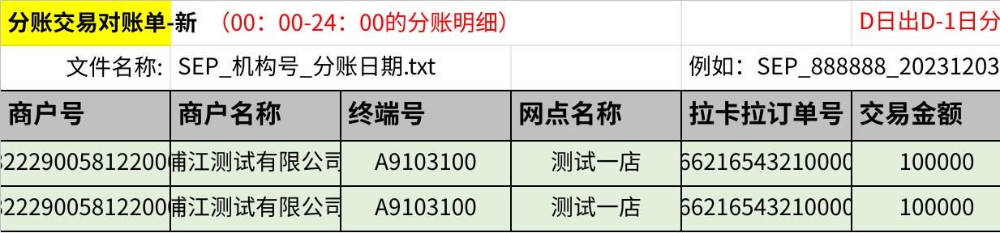 分账交易对账单-新 （00：00-24：00的分账明细） D日出D-1日分
文件名称: SEP_机构号_分账日期.txt 例如：SEP_888888_20231203
商户号 商户名称 终端号 网点名称 拉卡拉订单号 交易金额
822290058122000 浦江测试有限公司 A9103100 测试一店 66216543210000 100000
822290058122000 浦江测试有限公司 A9103100 测试一店 66216543210000 100000